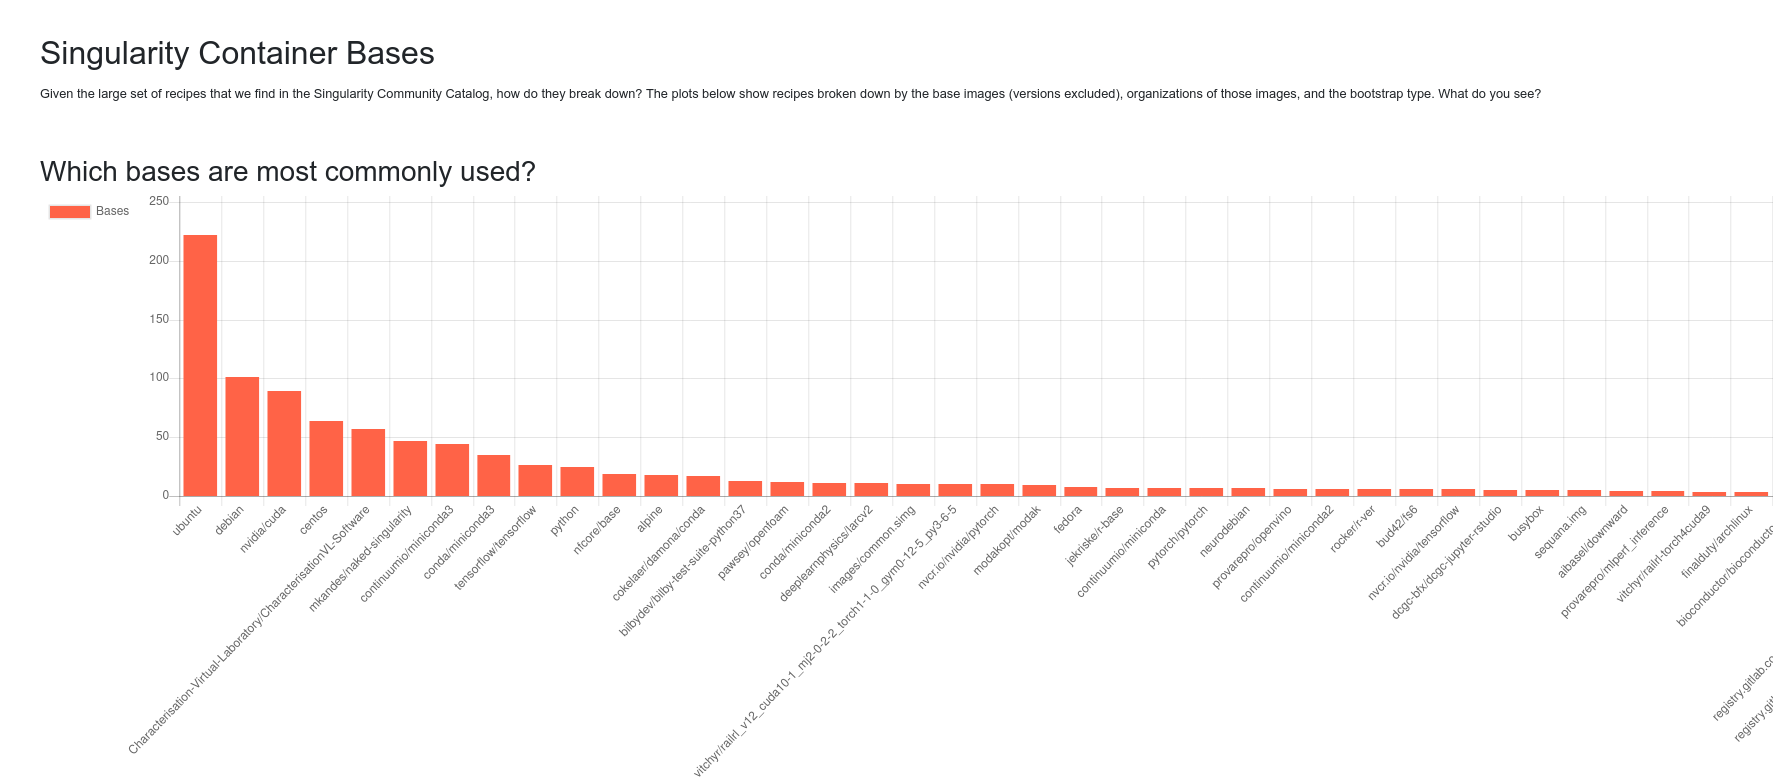 Singularity Container Bases
Given the large set of recipes that we find in the Singularity Community Catalog, how do they break down? The plots below show recipes broken down by the base images (versions excluded), organizations of those images, and the bootstrap type. What do you see?
Which bases are most commonly used?
Bases
250
200
150
100
50
0
ubuntu
debian
nvidia/cuda
centos
Characterisation-Virtual-Laboratory/CharacterisationVL-Software
mkandes/naked-singularity
continuumio/miniconda3
conda/miniconda3
tensorflow/tensorflow
python
nfcore/base
alpine
cokelaer/damona/conda
bilbydev/bilby-test-suite-python37
pawsey/openfoam
conda/miniconda2
deeplearnphysics/larcv2
images/common.simg
vitchyr/railrl_v12_cuda10-1_mj2-0-2-2_torch1-1-0_gym0-12-5_py3-6-5
nvcr.io/nvidia/pytorch
modakopt/modak
fedora
jekriske/r-base
continuumio/miniconda
pytorch/pytorch
neurodebian
provarepro/openvino
continuumio/miniconda2
rocker/r-ver
bud42/fs6
nvcr.io/nvidia/tensorflow
dcgc-bfx/dcgc-jupyter-rstudio
busybox
sequana.img
aibasel/downward
provarepro/mlperf_inference
vitchyr/railrl-torch4cuda9
finalduty/archlinux